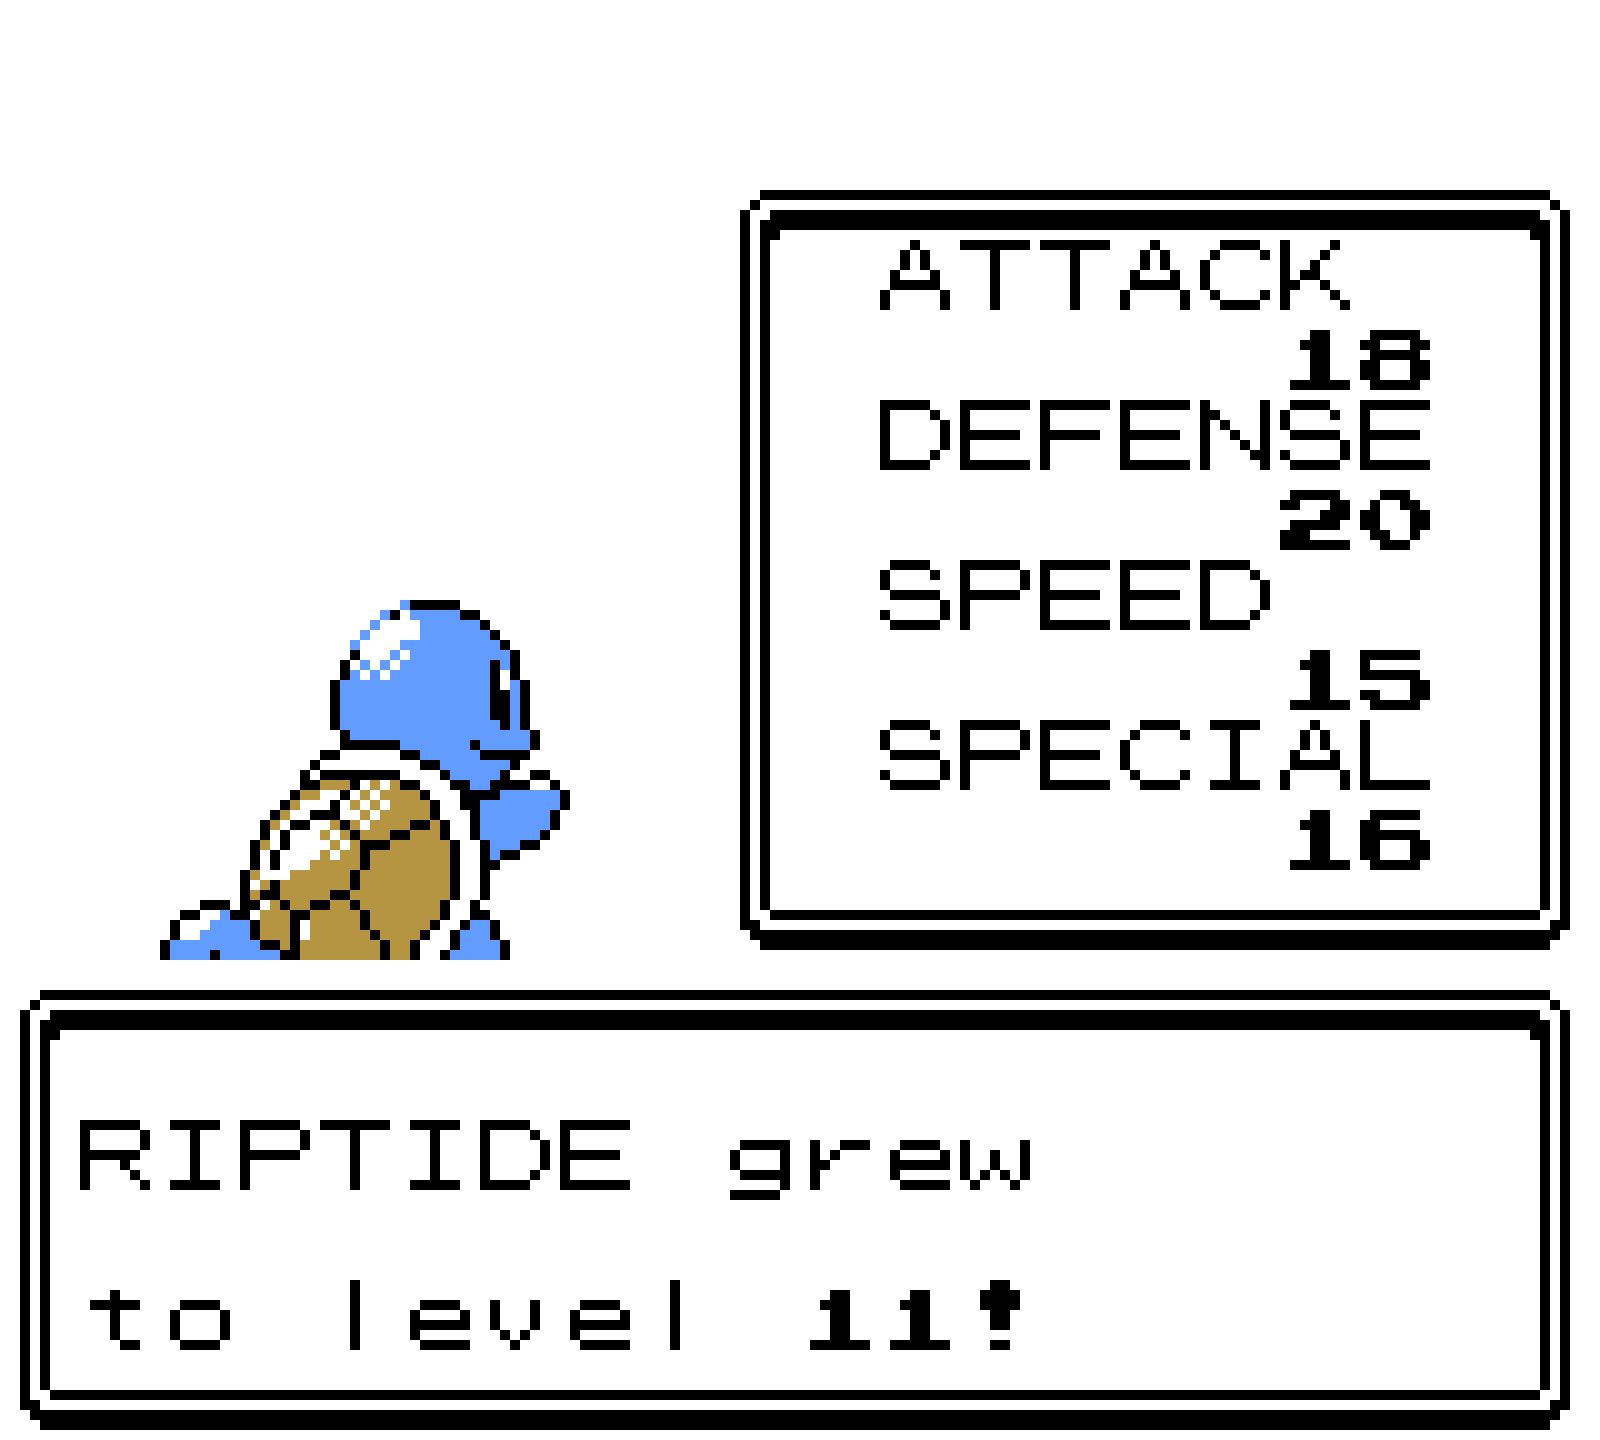 ATTACK
18
DEFENSE
20
SPEED
15
SPECIAL
16
RIPTIDE grew
to level 11!